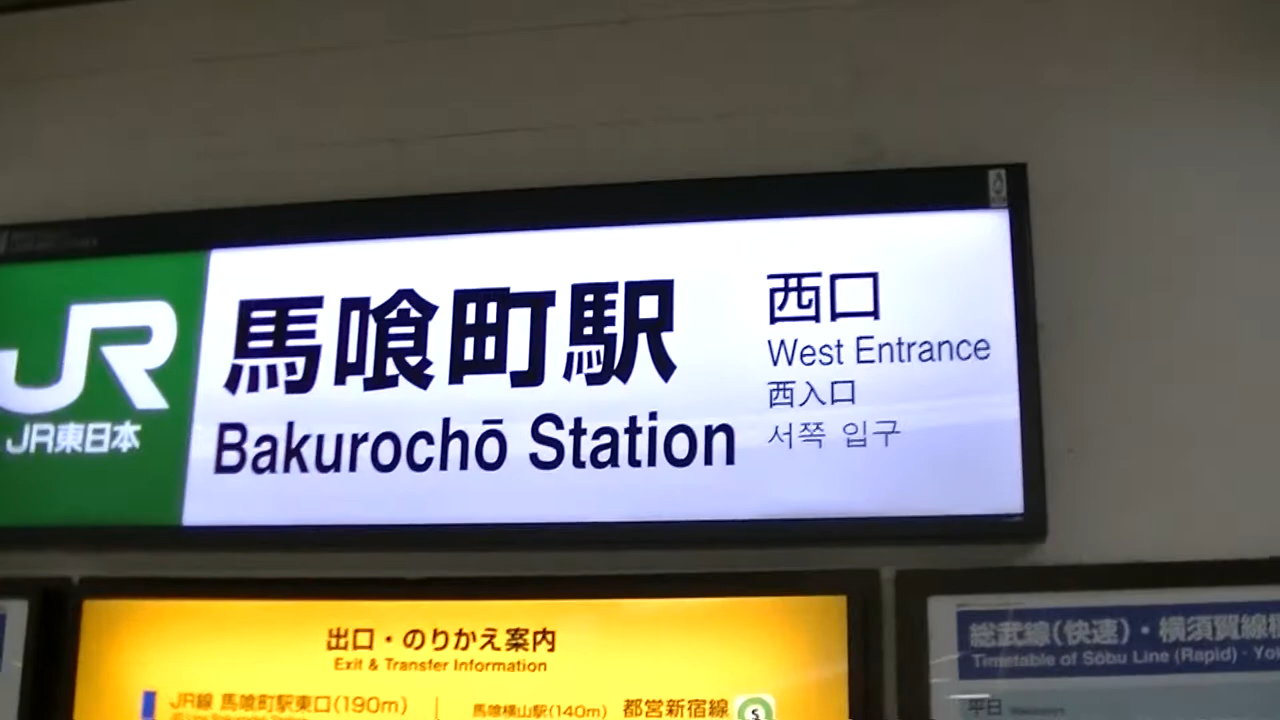 JR
JR東日本
馬喰町駅
Bakurochō Station
西口
West Entrance
西入口
서쪽 입구
出口・のりかえ案内
Exit & Transfer Information
JR線 馬喰町駅東口(190m)
馬喰横山駅(140m) 都営新宿線
S
総武線(快速)・横須賀線
Timetable of Sōbu Line (Rapid)・
平日